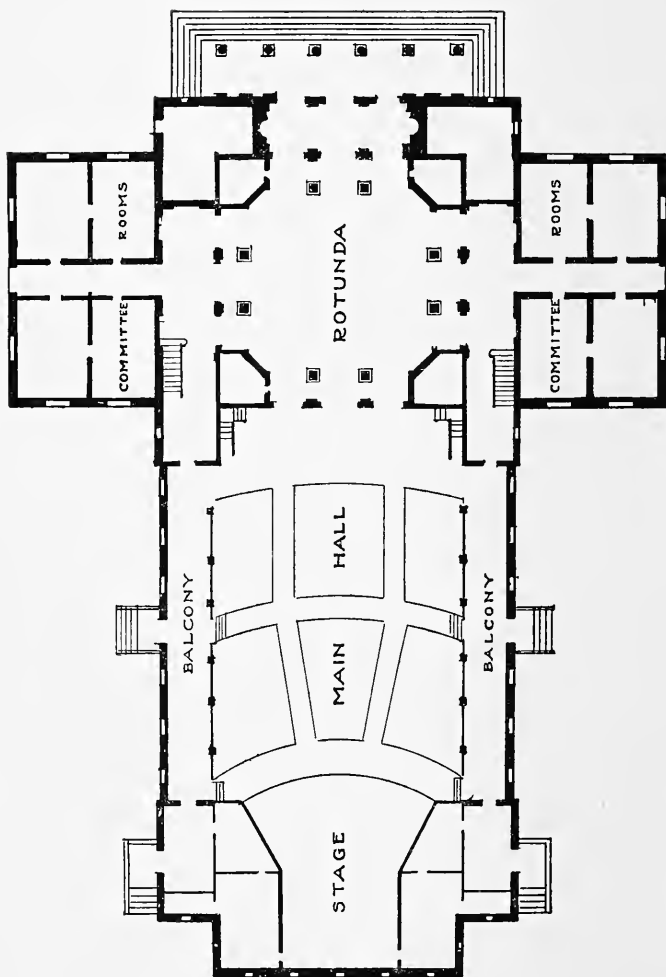 ROOMS
COMMITTEE
ROTUNDA
ROOMS
COMMITTEE
BALCONY
HALL
MAIN
BALCONY
STAGE